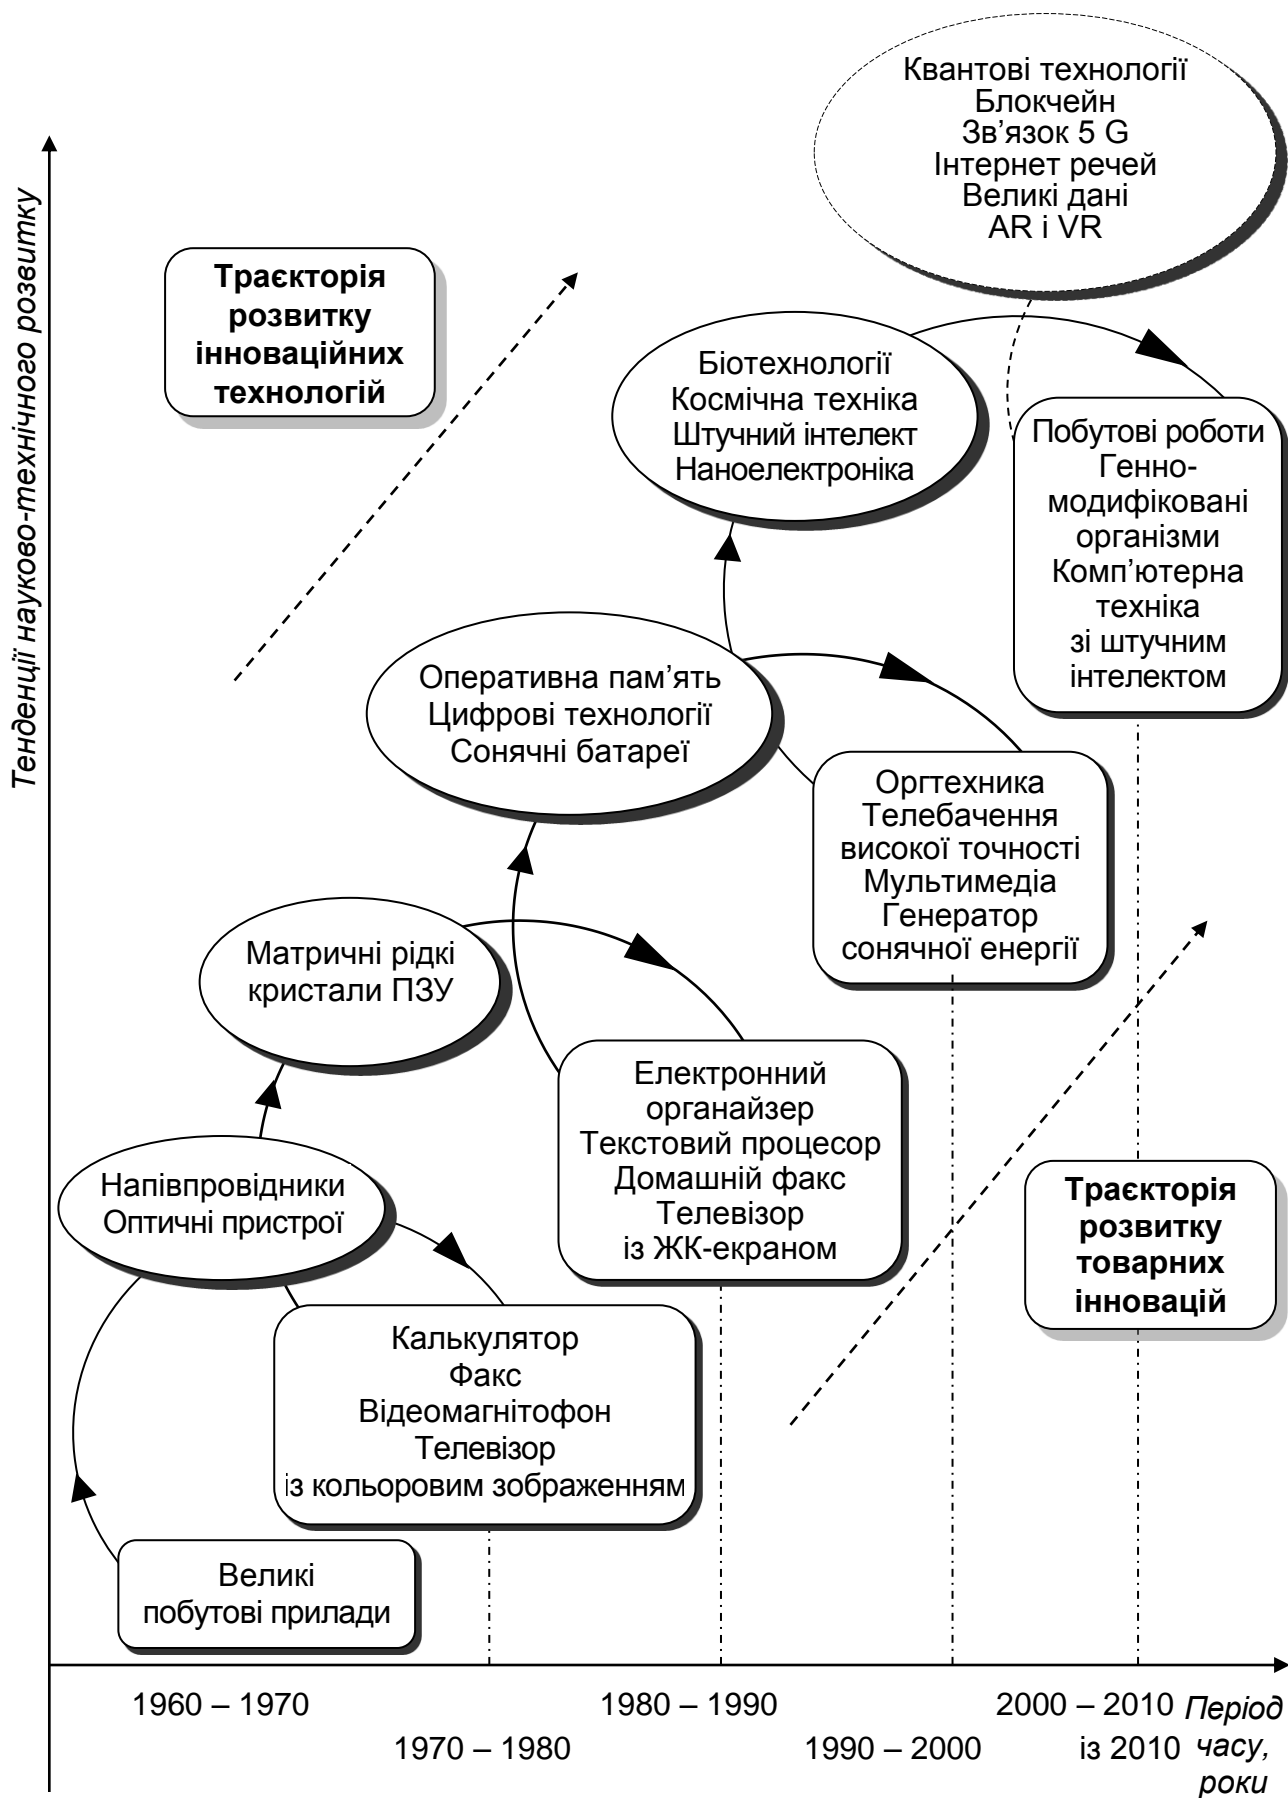 Квантові технології
Блокчейн
Зв’язок 5 G
Інтернет речей
Великі дані
AR і VR
Тенденції науково-технічного розвитку
Траєкторія
розвитку
інноваційних
технологій
Біотехнології
Космічна техніка
Штучний інтелект
Наноелектроніка
Побутові роботи
Генно-
модифіковані
організми
Комп’ютерна
техніка
зі штучним
інтелектом
Оперативна пам’ять
Цифрові технології
Сонячні батареї
Оргтехника
Телебачення
високої точності
Мультимедіа
Генератор
сонячної енергії
Матричні рідкі
кристали ПЗУ
Електронний
органайзер
Текстовий процесор
Домашній факс
Телевізор
із ЖК-екраном
Напівпровідники
Оптичні пристрої
Траєкторія
розвитку
товарних
інновацій
Калькулятор
Факс
Відеомагнітофон
Телевізор
із кольоровим зображенням
Великі
побутові прилади
1960 – 1970
1970 – 1980
1980 – 1990
1990 – 2000
2000 – 2010
із 2010
Період
часу,
роки